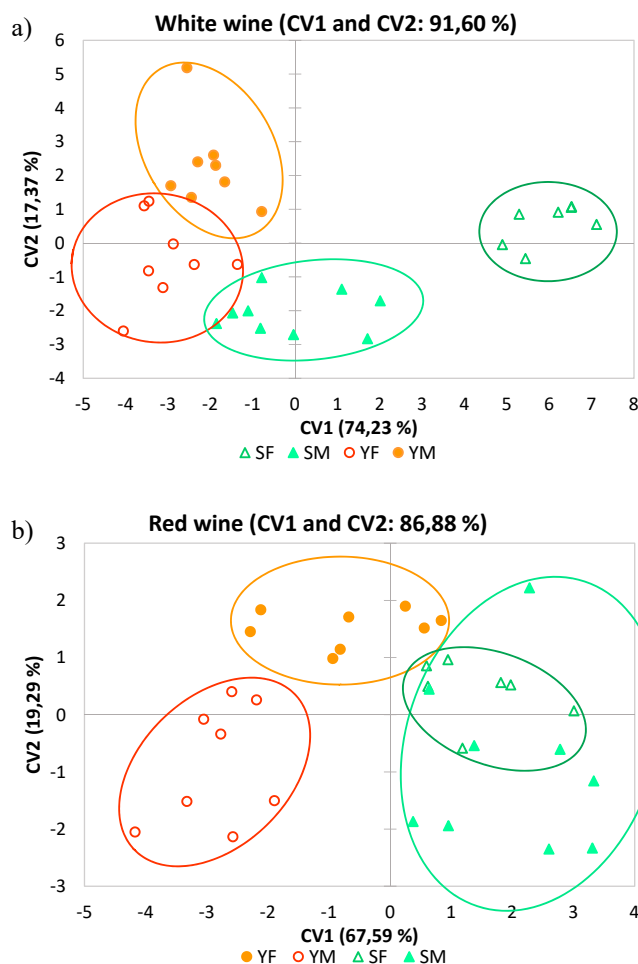 a)
White wine (CV1 and CV2: 91,60 %)
6
5
4
3
2
1
0
-1
-2
-3
-4
CV2 (17,37 %)
-5 -4 -3 -2 -1 0 1 2 3 4 5 6 7 8
CV1 (74,23 %)
SF SM YF YM
b)
Red wine (CV1 and CV2: 86,88 %)
3
2
1
0
-1
-2
-3
CV2 (19,29 %)
-5 -4 -3 -2 -1 0 1 2 3 4
CV1 (67,59 %)
YF YM SF SM